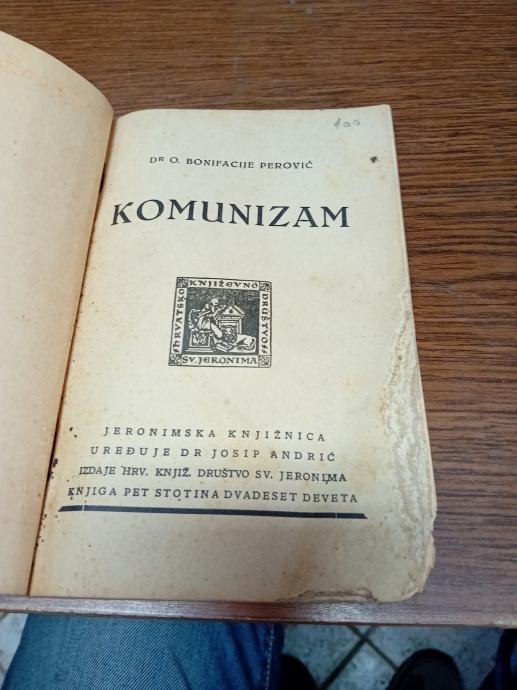 100
DR O. BONIFACIJE PEROVIĆ
KOMUNIZAM
HRVATSKO
KNJIŽEVNO
DRUŠTVO
SV. JERONIMA
JERONIMSKA KNJIŽNICA
UREĐUJE DR JOSIP ANDRIĆ
IZDAJE HRV. KNJIŽ. DRUŠTVO SV. JERONIMA
KNJIGA PET STOTINA DVADESET DEVETA